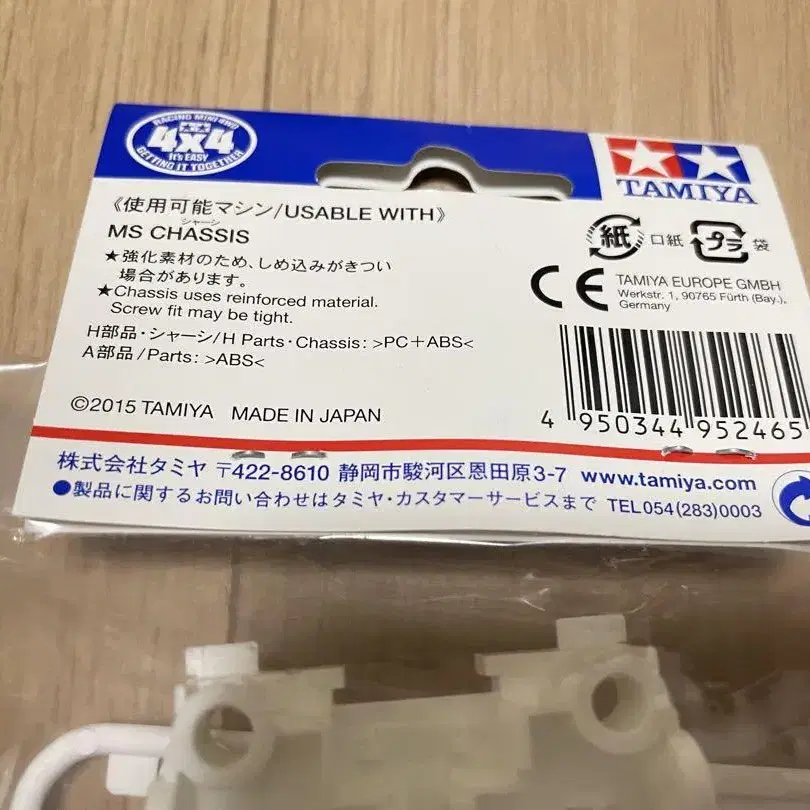 RACING MINI 4WD
4x4
It's EASY
GETTING IT TOGETHER
TAMIYA
《使用可能マシン/USABLE WITH》
シャーシ
MS CHASSIS
★強化素材のため、しめ込みがきつい
場合があります。
★Chassis uses reinforced material.
Screw fit may be tight.
H部品・シャーシ/H Parts・Chassis: >PC+ABS<
A部品/Parts: >ABS<
©2015 TAMIYA MADE IN JAPAN
紙 口紙 プラ 袋
CE TAMIYA EUROPE GMBH
Werkstr. 1, 90765 Fürth (Bay.),
Germany
4 950344 952465
株式会社タミヤ 〒422-8610 静岡市駿河区恩田原3-7 www.tamiya.com
●製品に関するお問い合わせはタミヤ・カスタマーサービスまで TEL054(283)0003